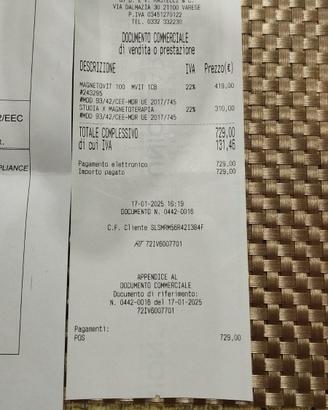 VIA DALMAZIA 30 21100 VARESE
P.IVA 03451270122
TEL. 0332 332230
DOCUMENTO COMMERCIALE
di vendita o prestazione
DESCRIZIONE IVA Prezzo(€)
MAGNETOVIT 100 MVIT 1CB 22% 419,00
#243295
#MOD 93/42/CEE-MDR UE 2017/745
STUDIA X MAGNETOTERAPIA 22% 310,00
#MOD 93/42/CEE-MDR UE 2017/745
TOTALE COMPLESSIVO 729,00
di cui IVA 131,46
Pagamento elettronico 729,00
Importo pagato 729,00
17-01-2025 16:19
DOCUMENTO N. 0442-0016
C.F. Cliente
RT 72IV6007701
APPENDICE AL
DOCUMENTO COMMERCIALE
Documento di riferimento:
N. 0442-0016 del 17-01-2025
72IV6007701
Pagamenti:
POS 729,00
/EEC
PLIANCE